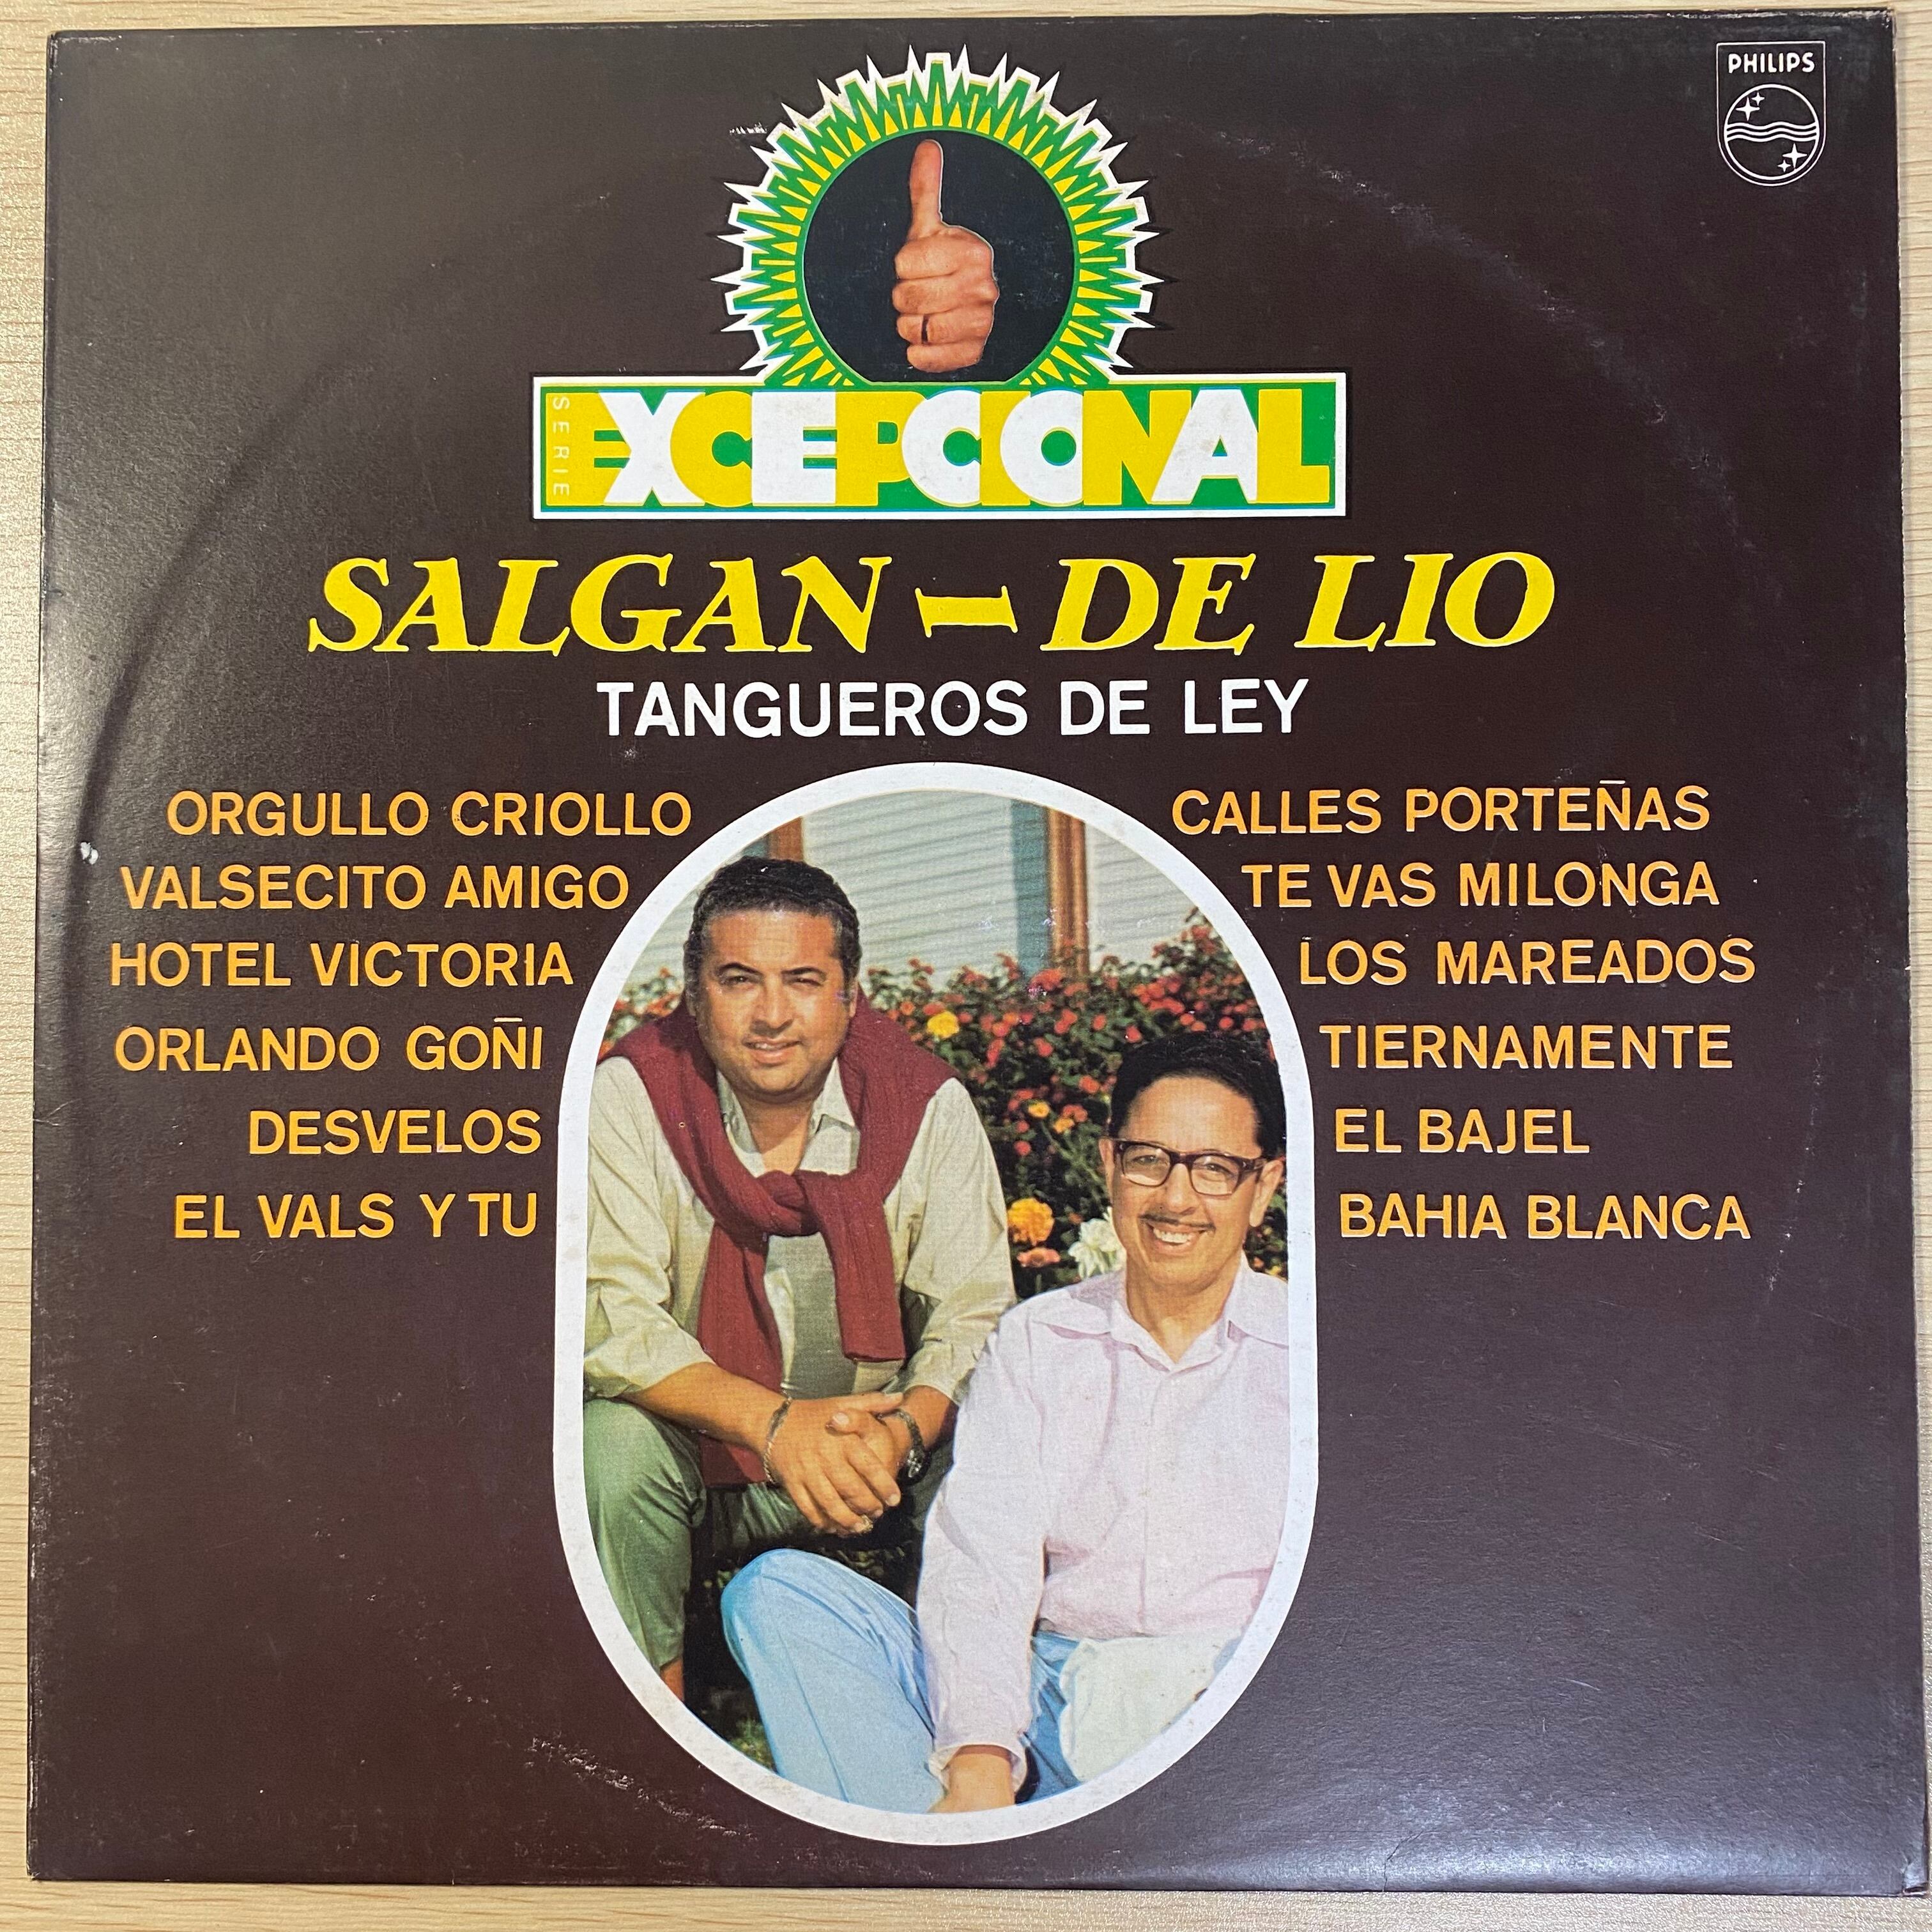 PHILIPS
SERIE
EXCEPCIONAL
SALGAN - DE LIO
TANGUEROS DE LEY
ORGULLO CRIOLLO
VALSECITO AMIGO
HOTEL VICTORIA
ORLANDO GOÑI
DESVELOS
EL VALS Y TU
CALLES PORTEÑAS
TE VAS MILONGA
LOS MAREADOS
TIERNAMENTE
EL BAJEL
BAHIA BLANCA